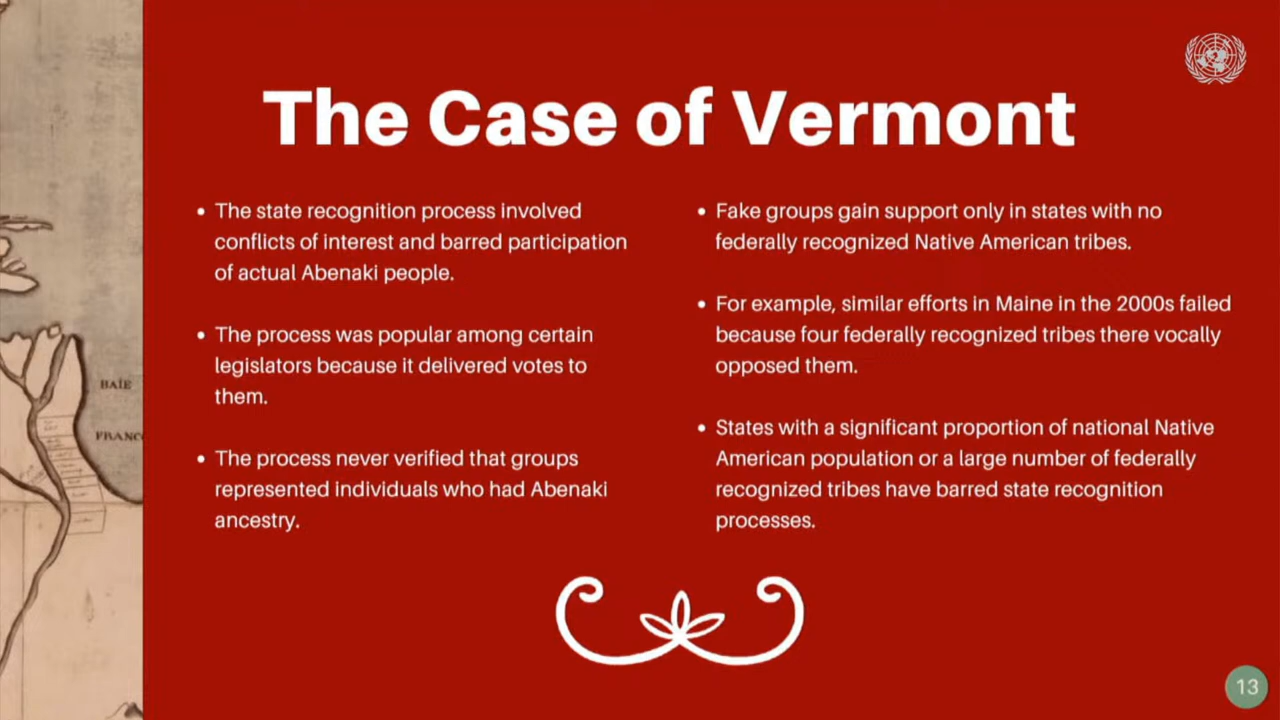 The Case of Vermont
• The state recognition process involved
conflicts of interest and barred participation
of actual Abenaki people.
• The process was popular among certain
legislators because it delivered votes to
them.
• The process never verified that groups
represented individuals who had Abenaki
ancestry.
• Fake groups gain support only in states with no
federally recognized Native American tribes.
• For example, similar efforts in Maine in the 2000s failed
because four federally recognized tribes there vocally
opposed them.
• States with a significant proportion of national Native
American population or a large number of federally
recognized tribes have barred state recognition
processes.
BAIE
FRANC
13